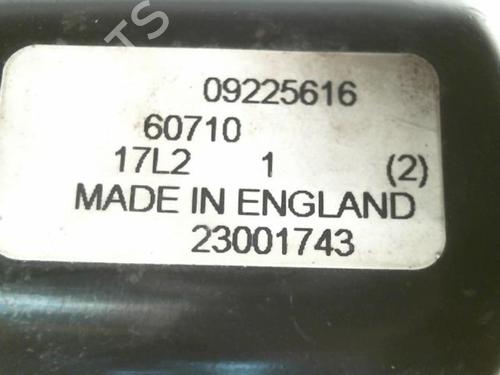 09225616
60710
17L2 1 (2)
MADE IN ENGLAND
23001743